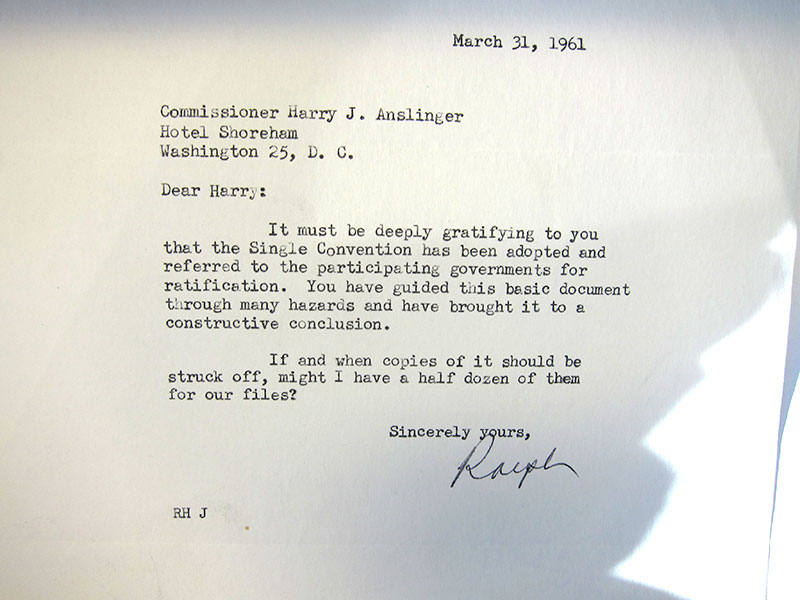 March 31, 1961
Commissioner Harry J. Anslinger
Hotel Shoreham
Washington 25, D. C.
Dear Harry:
It must be deeply gratifying to you
that the Single Convention has been adopted and
referred to the participating governments for
ratification. You have guided this basic document
through many hazards and have brought it to a
constructive conclusion.
If and when copies of it should be
struck off, might I have a half dozen of them
for our files?
Sincerely yours,
Ralph
RH J